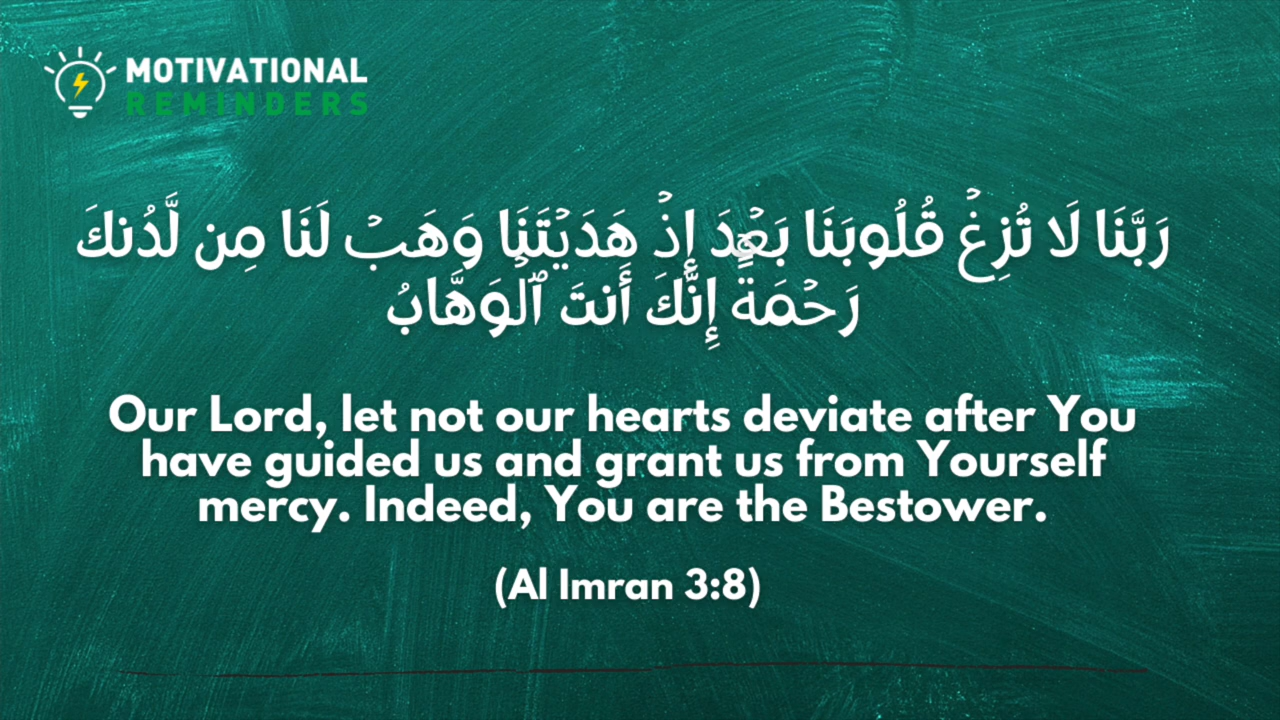 MOTIVATIONAL
REMINDERS
رَبَّنَا لَا تُزِغۡ قُلُوبَنَا بَعۡدَ إِذۡ هَدَيۡتَنَا وَهَبۡ لَنَا مِن لَّدُنكَ
رَحۡمَةًۚ إِنَّكَ أَنتَ ٱلۡوَهَّابُ
Our Lord, let not our hearts deviate after You
have guided us and grant us from Yourself
mercy. Indeed, You are the Bestower.
(Al Imran 3:8)